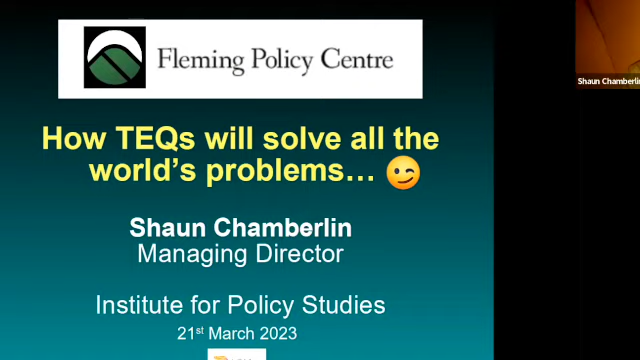 Fleming Policy Centre
How TEQs will solve all the
world's problems… 😉
Shaun Chamberlin
Managing Director
Institute for Policy Studies
21st March 2023
Shaun Chamberlin